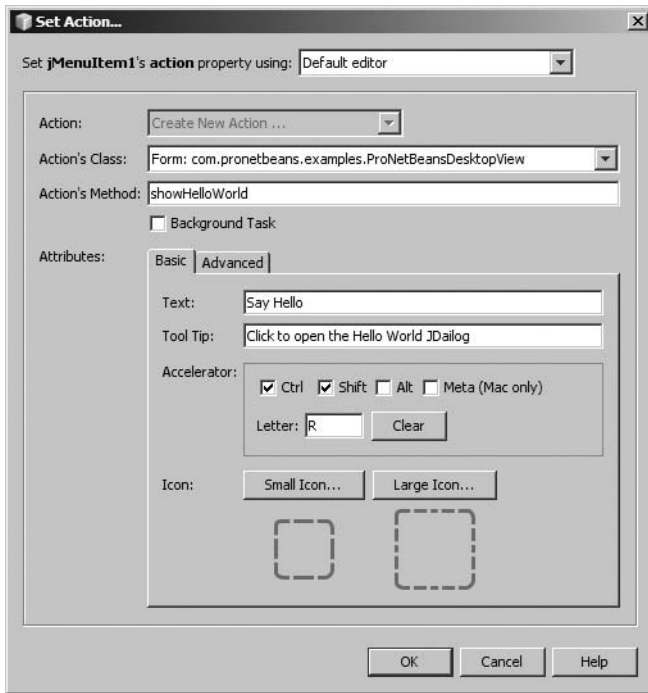 Set Action...
Set jMenuItem1's action property using: Default editor
Action: Create New Action ...
Action's Class: Form: com.pronetbeans.examples.ProNetBeansDesktopView
Action's Method: showHelloWorld
Background Task
Attributes: Basic Advanced
Text: Say Hello
Tool Tip: Click to open the Hello World JDailog
Accelerator: Ctrl Shift Alt Meta (Mac only)
Letter: R Clear
Icon: Small Icon... Large Icon...
OK Cancel Help